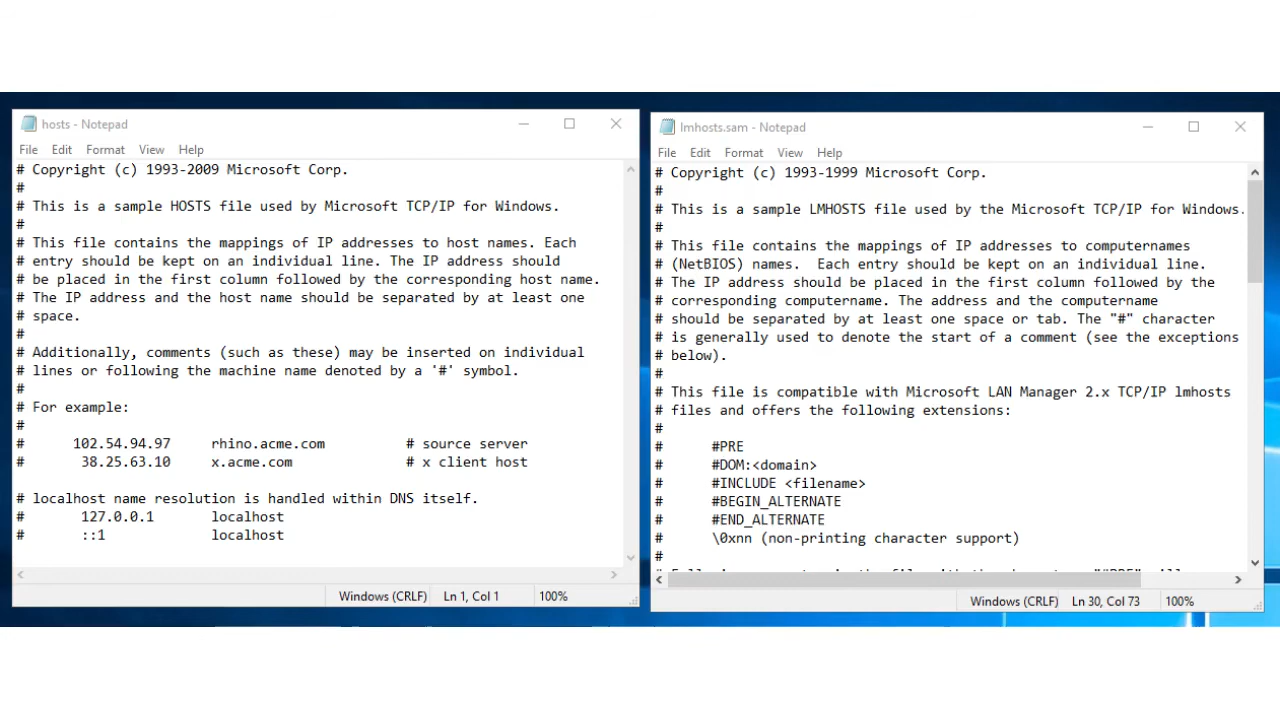 hosts - Notepad
File Edit Format View Help
# Copyright (c) 1993-2009 Microsoft Corp.
#
# This is a sample HOSTS file used by Microsoft TCP/IP for Windows.
#
# This file contains the mappings of IP addresses to host names. Each
# entry should be kept on an individual line. The IP address should
# be placed in the first column followed by the corresponding host name.
# The IP address and the host name should be separated by at least one
# space.
#
# Additionally, comments (such as these) may be inserted on individual
# lines or following the machine name denoted by a '#' symbol.
#
# For example:
#
#      102.54.94.97     rhino.acme.com          # source server
#       38.25.63.10     x.acme.com              # x client host

# localhost name resolution is handled within DNS itself.
#       127.0.0.1       localhost
#       ::1             localhost
Windows (CRLF) Ln 1, Col 1 100%
lmhosts.sam - Notepad
File Edit Format View Help
# Copyright (c) 1993-1999 Microsoft Corp.
#
# This is a sample LMHOSTS file used by the Microsoft TCP/IP for Windows.
#
# This file contains the mappings of IP addresses to computernames
# (NetBIOS) names.  Each entry should be kept on an individual line.
# The IP address should be placed in the first column followed by the
# corresponding computername. The address and the computername
# should be separated by at least one space or tab. The "#" character
# is generally used to denote the start of a comment (see the exceptions
# below).
#
# This file is compatible with Microsoft LAN Manager 2.x TCP/IP lmhosts
# files and offers the following extensions:
#
#      #PRE
#      #DOM:<domain>
#      #INCLUDE <filename>
#      #BEGIN_ALTERNATE
#      #END_ALTERNATE
#      \0xnn (non-printing character support)
#
Windows (CRLF) Ln 30, Col 73 100%